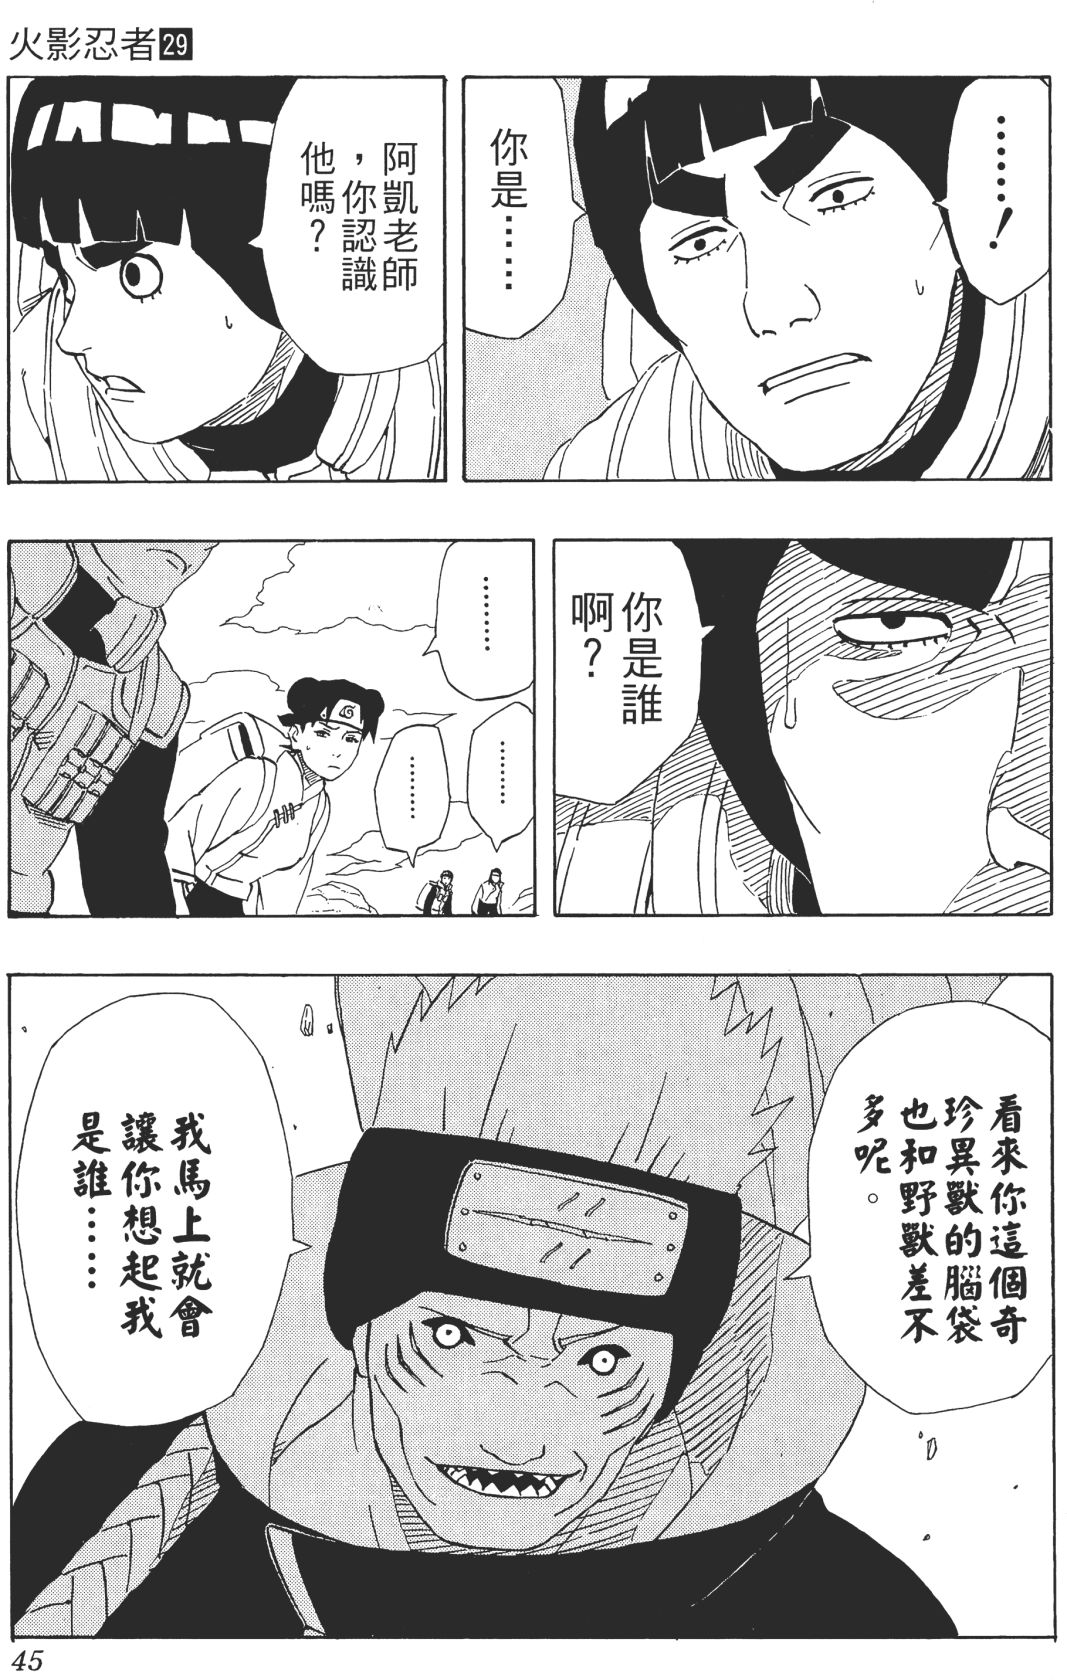 火影忍者29
……！
你是……
阿凱老師
，你認識
他嗎？
你是誰
啊？
………
………
………
看來你這個奇
珍異獸的腦袋
也和野獸差不
多呢。
我馬上就會
讓你想起我
是誰……
45